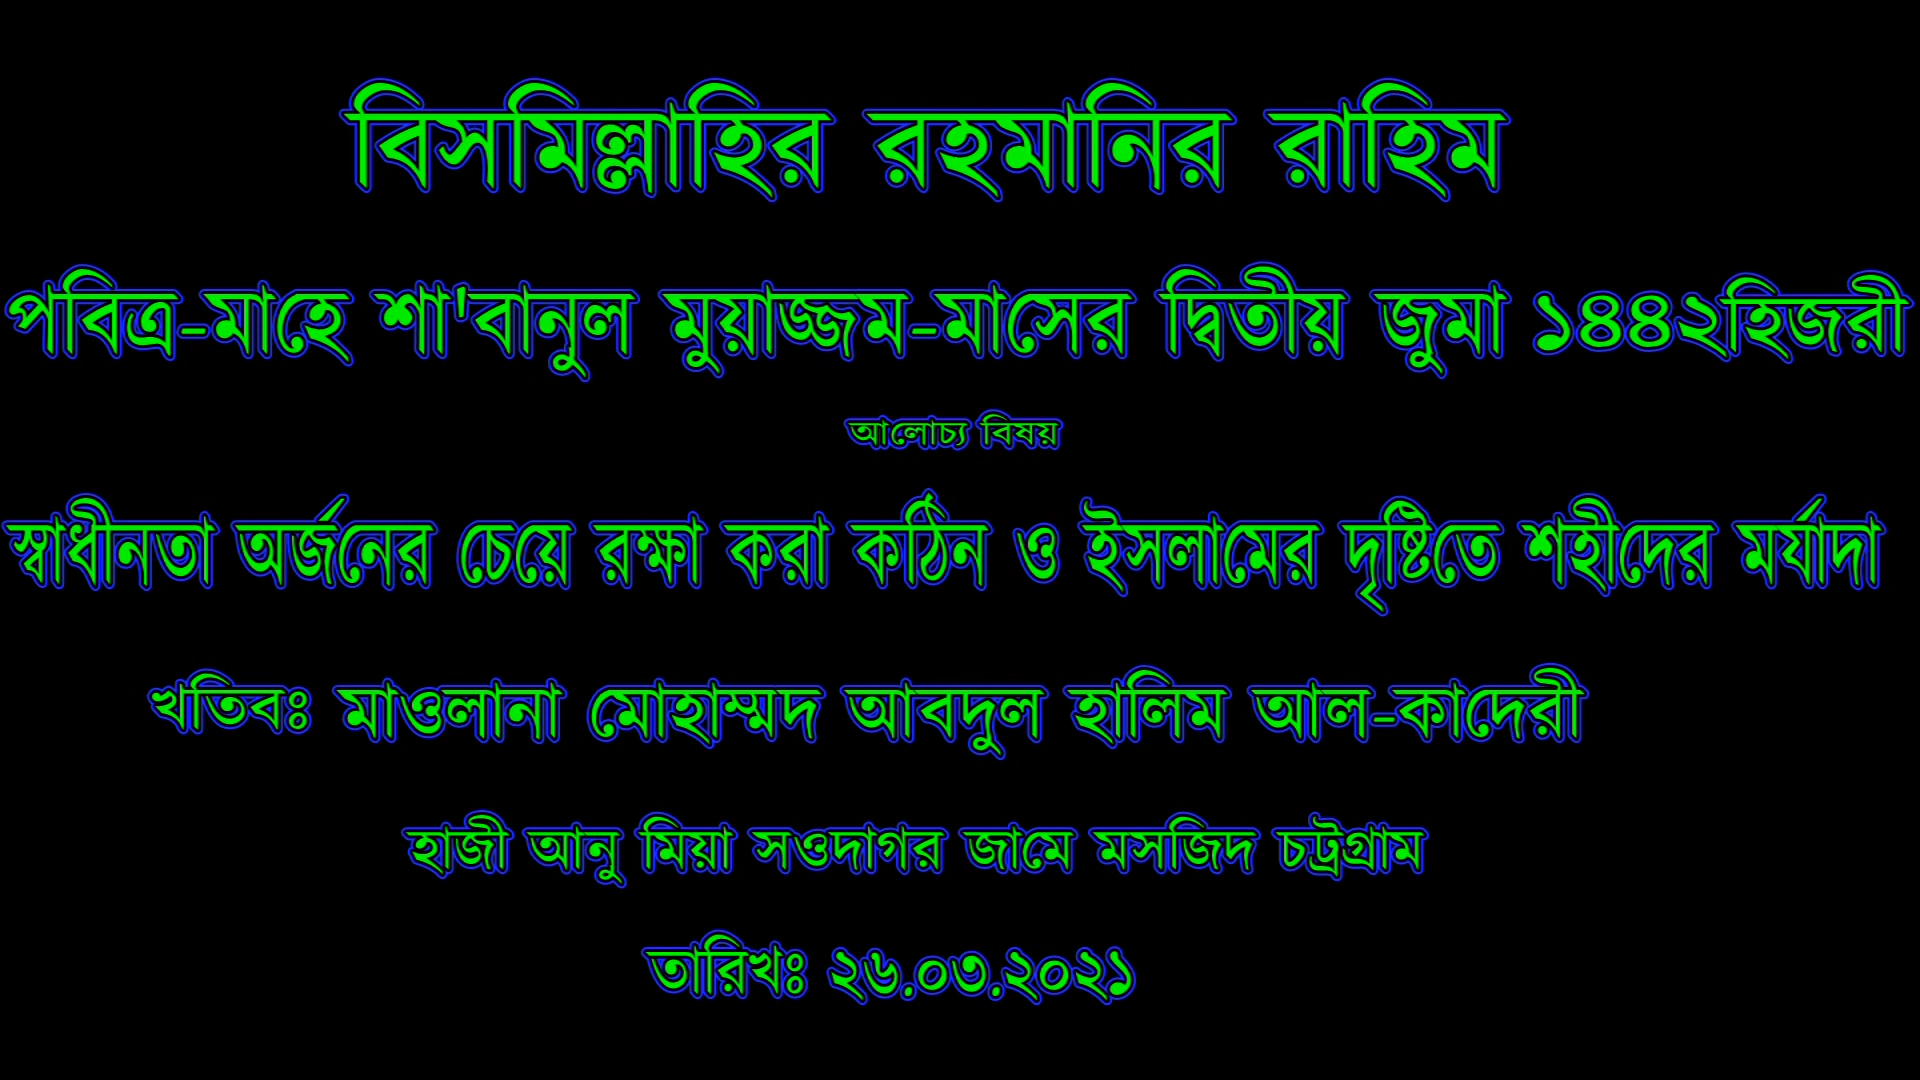 বিসমিল্লাহির রহমানির রাহিম
পবিত্র-মাহে শা'বানুল মুয়াজ্জম-মাসের দ্বিতীয় জুমা ১৪৪২হিজরী
আলোচ্য বিষয়
স্বাধীনতা অর্জনের চেয়ে রক্ষা করা কঠিন ও ইসলামের দৃষ্টিতে শহীদের মর্যাদা
খতিবঃ মাওলানা মোহাম্মদ আবদুল হালিম আল-কাদেরী
হাজী আনু মিয়া সওদাগর জামে মসজিদ চট্রগ্রাম
তারিখঃ ২৬.০৩.২০২১